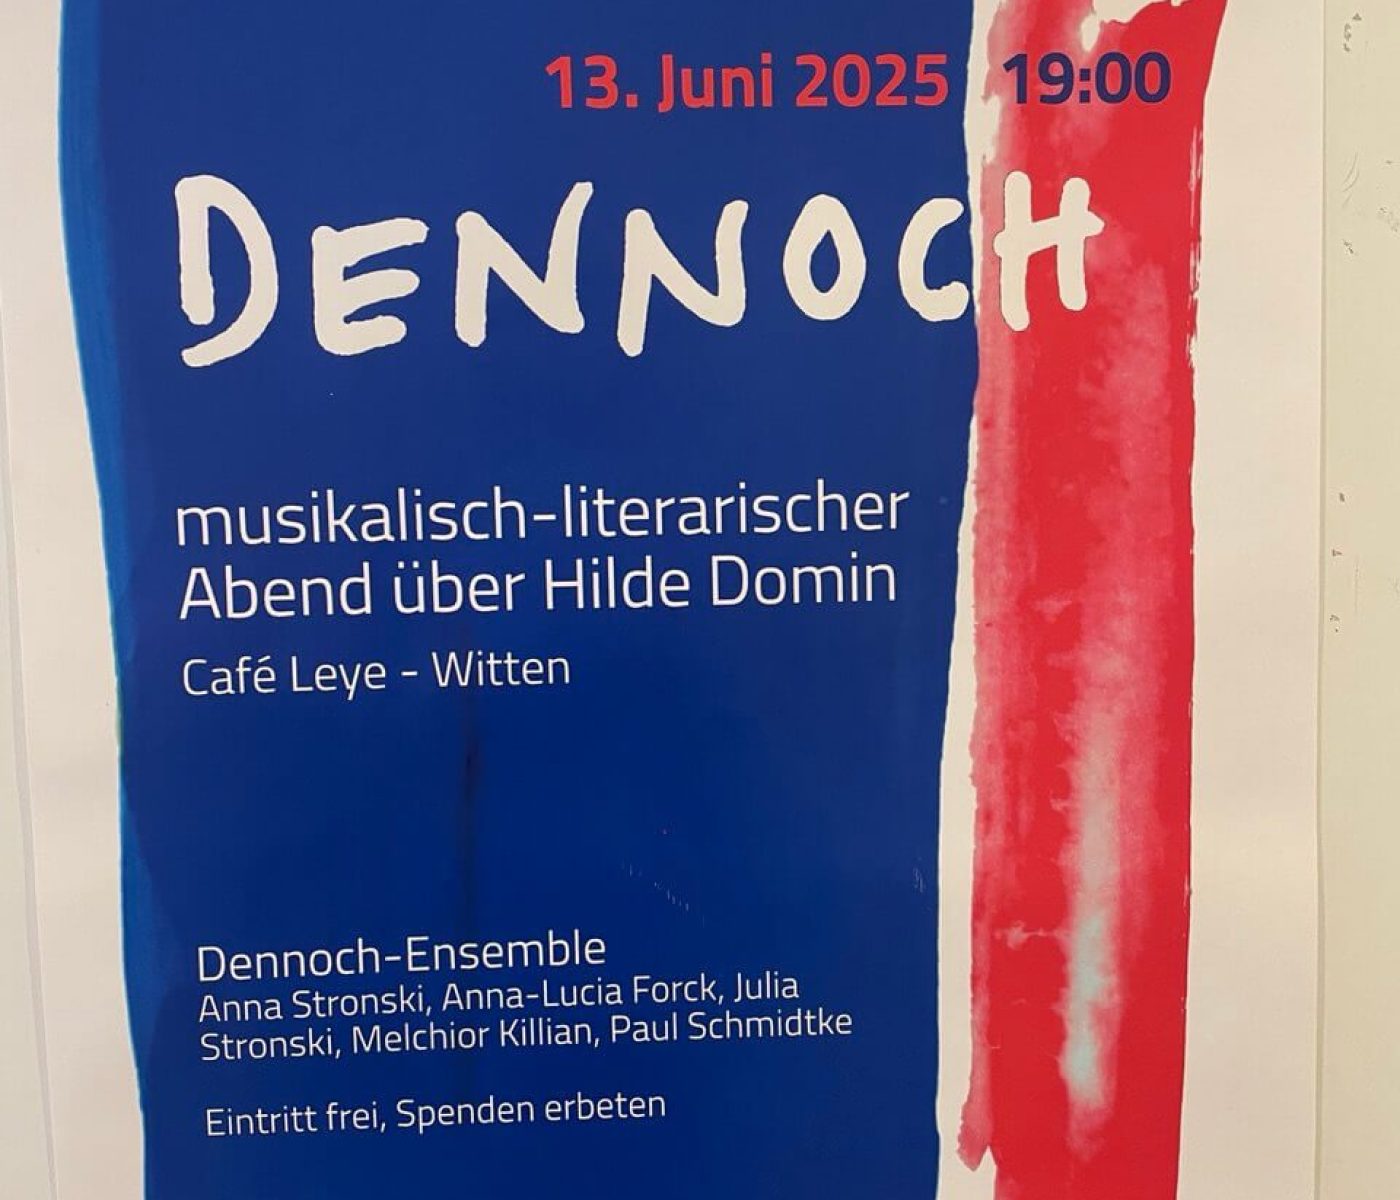 13. Juni 2025 19:00
DENNOCH
musikalisch-literarischer
Abend über Hilde Domin
Café Leye - Witten
Dennoch-Ensemble
Anna Stronski, Anna-Lucia Forck, Julia
Stronski, Melchior Killian, Paul Schmidtke
Eintritt frei, Spenden erbeten